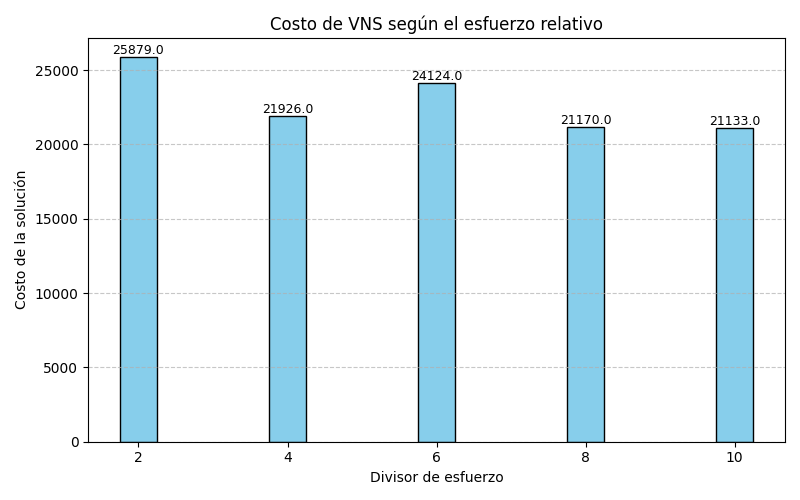 Costo de VNS según el esfuerzo relativo
Costo de la solución
25000
20000
15000
10000
5000
0
25879.0
21926.0
24124.0
21170.0
21133.0
2 4 6 8 10
Divisor de esfuerzo